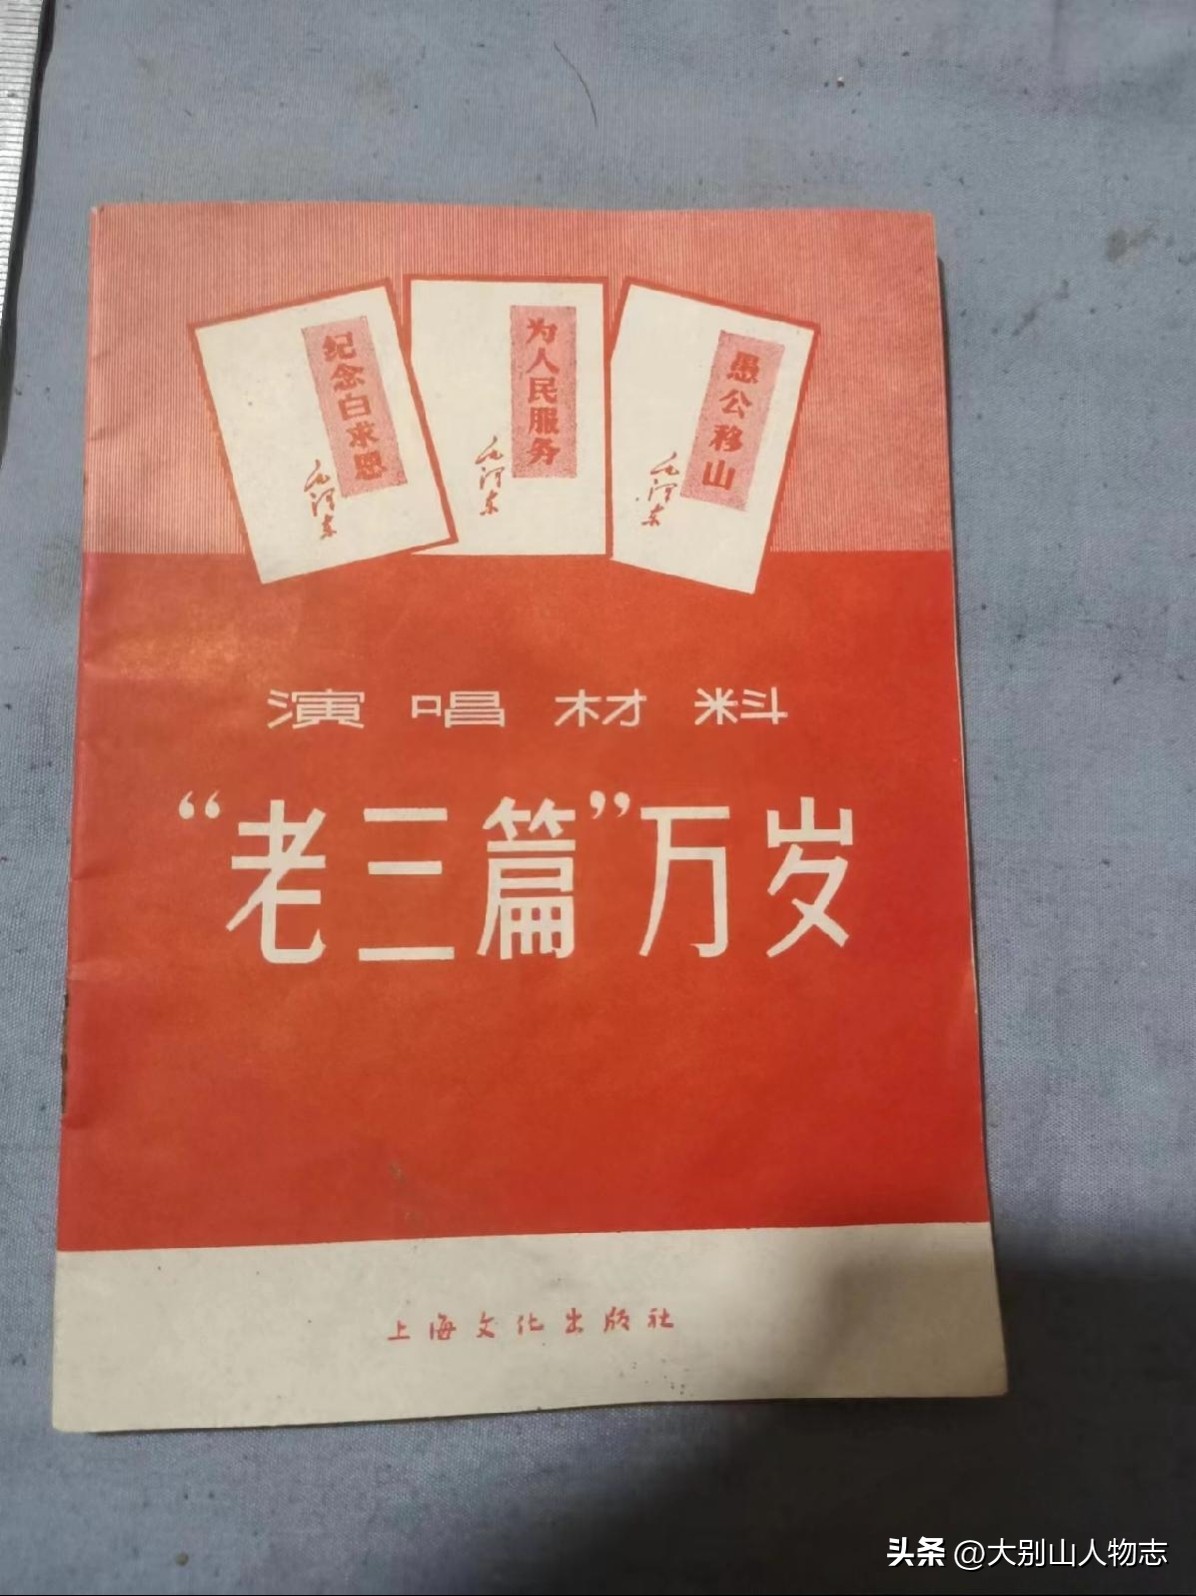 纪念白求恩
毛泽东
为人民服务
毛泽东
愚公移山
毛泽东
演唱材料
“老三篇”万岁
上海文化出版社
头条 @大别山人物志